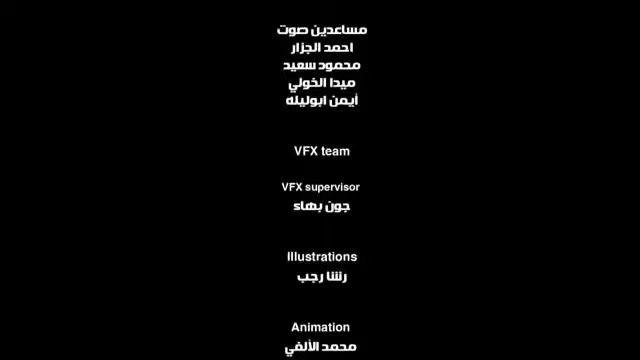 مساعدين صوت
احمد الجزار
محمود سعيد
ميدا الخولي
أيمن ابوليله
VFX team
VFX supervisor
جون بهاء
Illustrations
رشا رجب
Animation
محمد الألفي